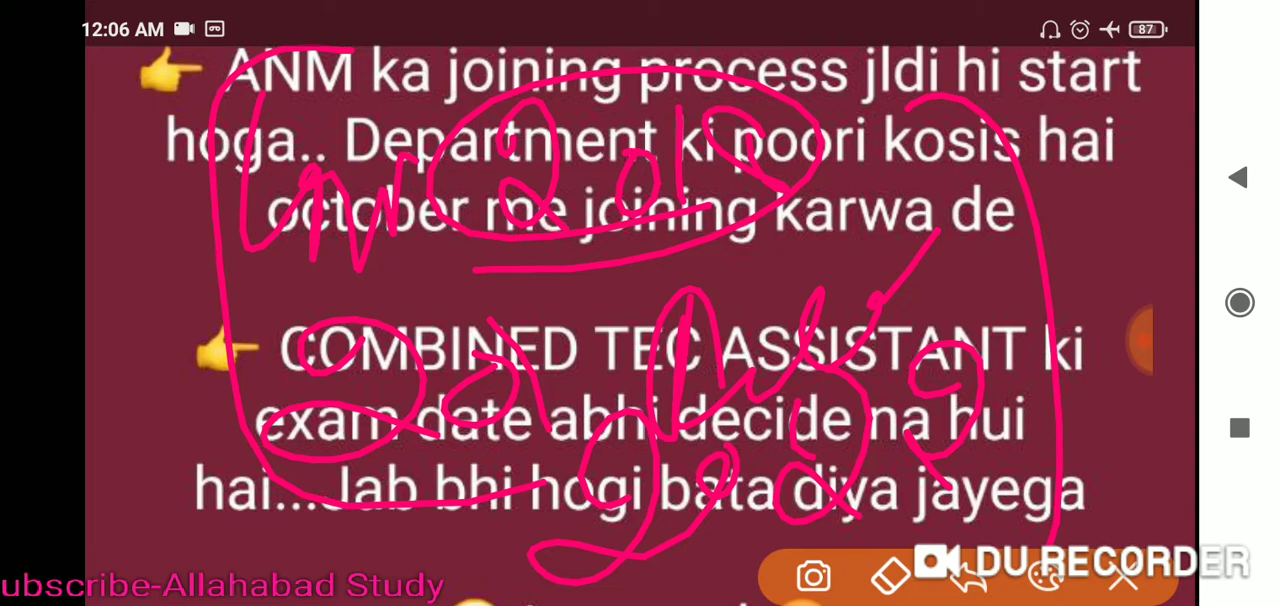 12:06 AM 87
ANM ka joining process jldi hi start
hoga.. Department ki poori kosis hai
october me joining karwa de
COMBINED TEC ASSISTANT ki
exam date abhi decide na hui
hai...Jab bhi hogi bata diya jayega
DU RECORDER
ubscribe-Allahabad Study